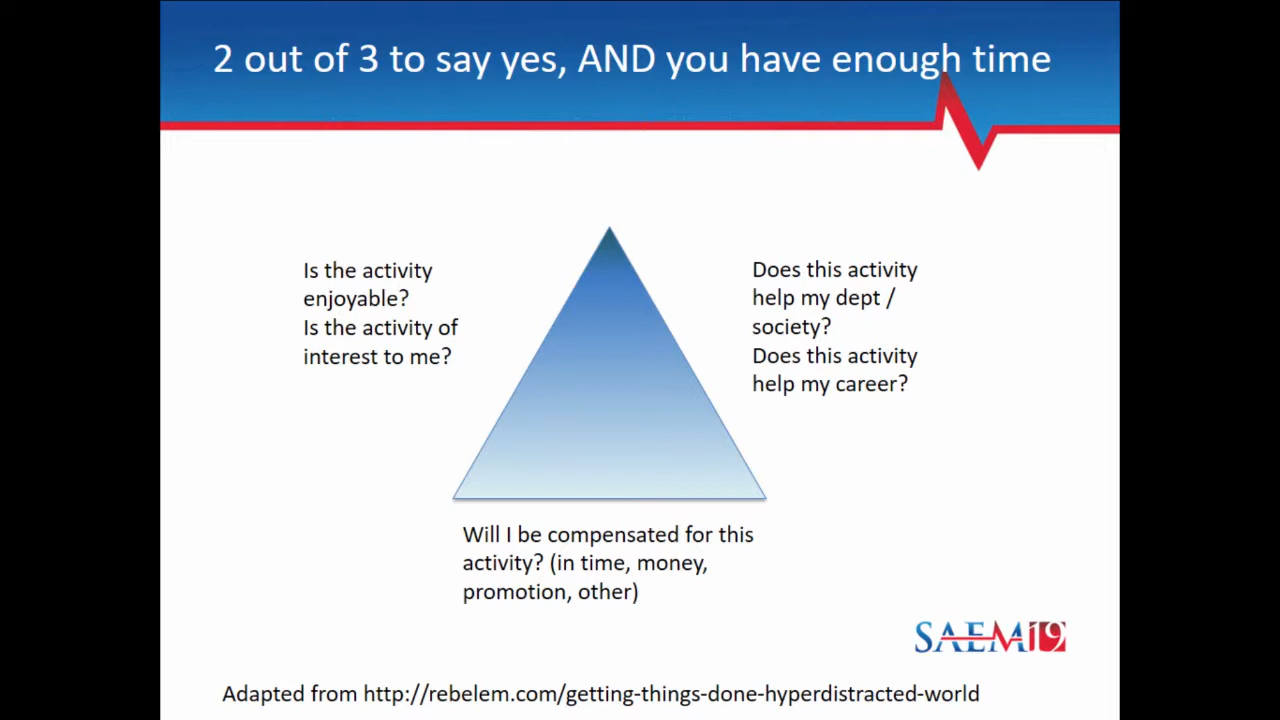 2 out of 3 to say yes, AND you have enough time
Is the activity
enjoyable?
Is the activity of
interest to me?
Does this activity
help my dept /
society?
Does this activity
help my career?
Will I be compensated for this
activity? (in time, money,
promotion, other)
SAEM19
Adapted from http://rebelem.com/getting-things-done-hyperdistracted-world